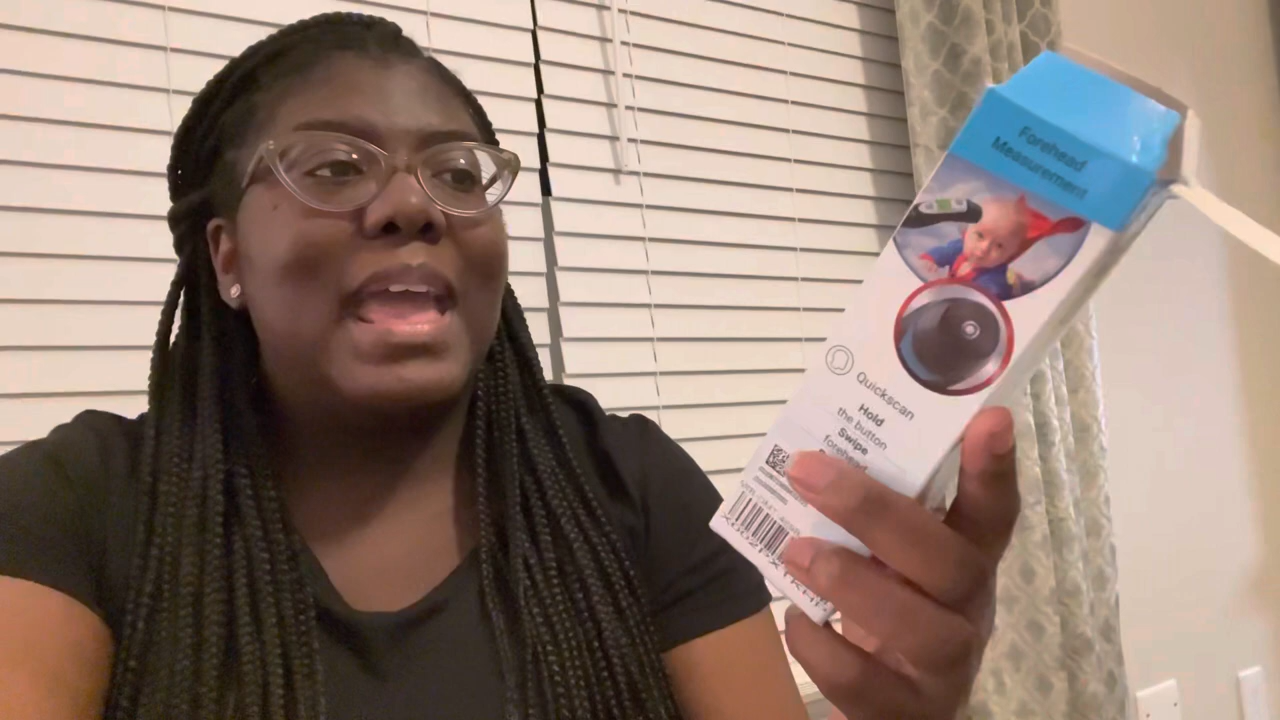 Forehead
Measurement
Quickscan
Hold
the button
Swipe
forehead